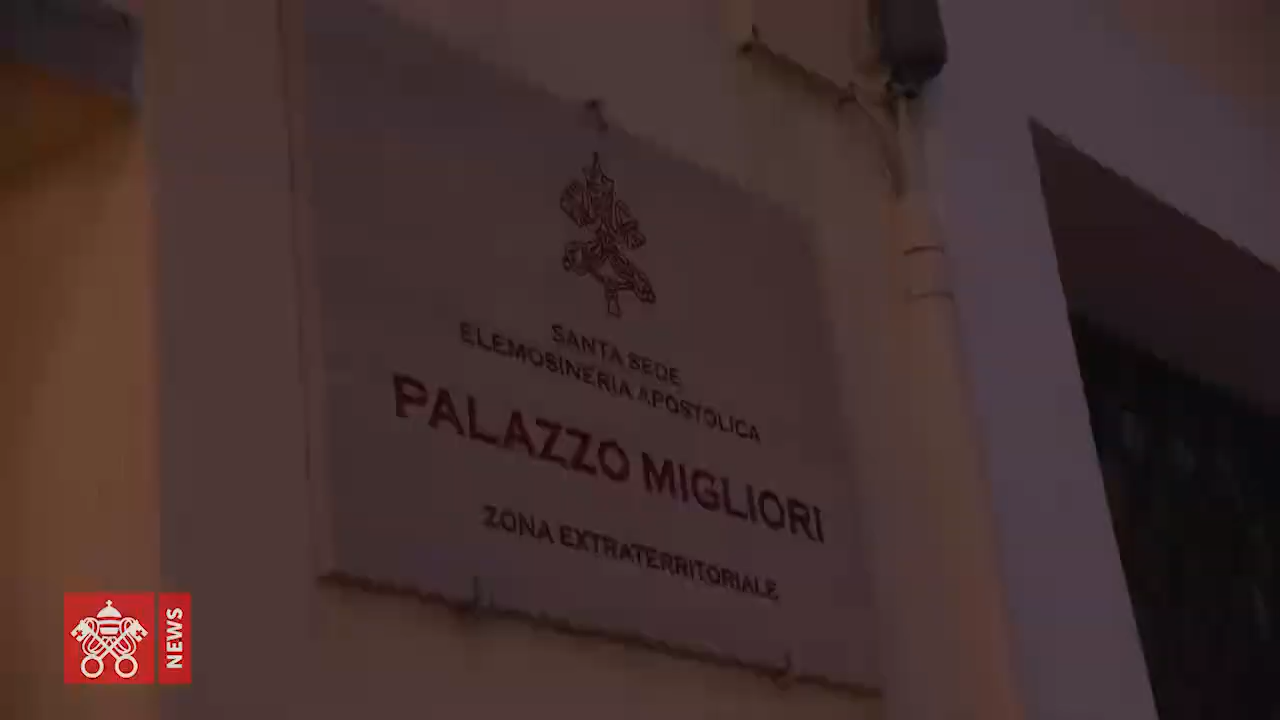 SANTA SEDE
ELEMOSINERIA APOSTOLICA
PALAZZO MIGLIORI
ZONA EXTRATERRITORIALE
NEWS